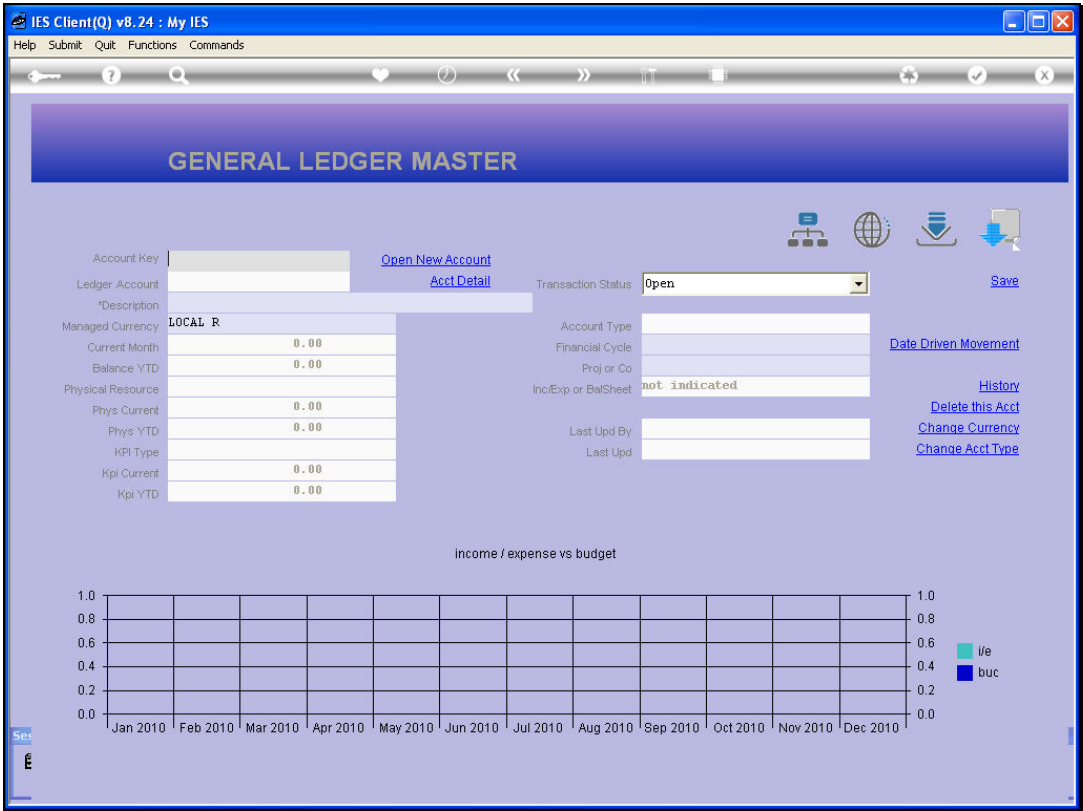 IES Client(Q) v8.24 : My IES
Help Submit Quit Functions Commands
GENERAL LEDGER MASTER
Account Key
Open New Account
Ledger Account
Acct Detail
Transaction Status Open
Save
*Description
Managed Currency LOCAL R
Account Type
Current Month 0.00
Financial Cycle
Date Driven Movement
Balance YTD 0.00
Proj or Co
Physical Resource
Inc/Exp or BalSheet not indicated
History
Phys Current 0.00
Delete this Acct
Phys YTD 0.00
Last Upd By
Change Currency
KPI Type
Last Upd
Change Acct Type
Kpi Current 0.00
Kpi YTD 0.00
income / expense vs budget
1.0 1.0
0.8 0.8
0.6 0.6
i/e
0.4 0.4
buc
0.2 0.2
0.0 0.0
Jan 2010 Feb 2010 Mar 2010 Apr 2010 May 2010 Jun 2010 Jul 2010 Aug 2010 Sep 2010 Oct 2010 Nov 2010 Dec 2010